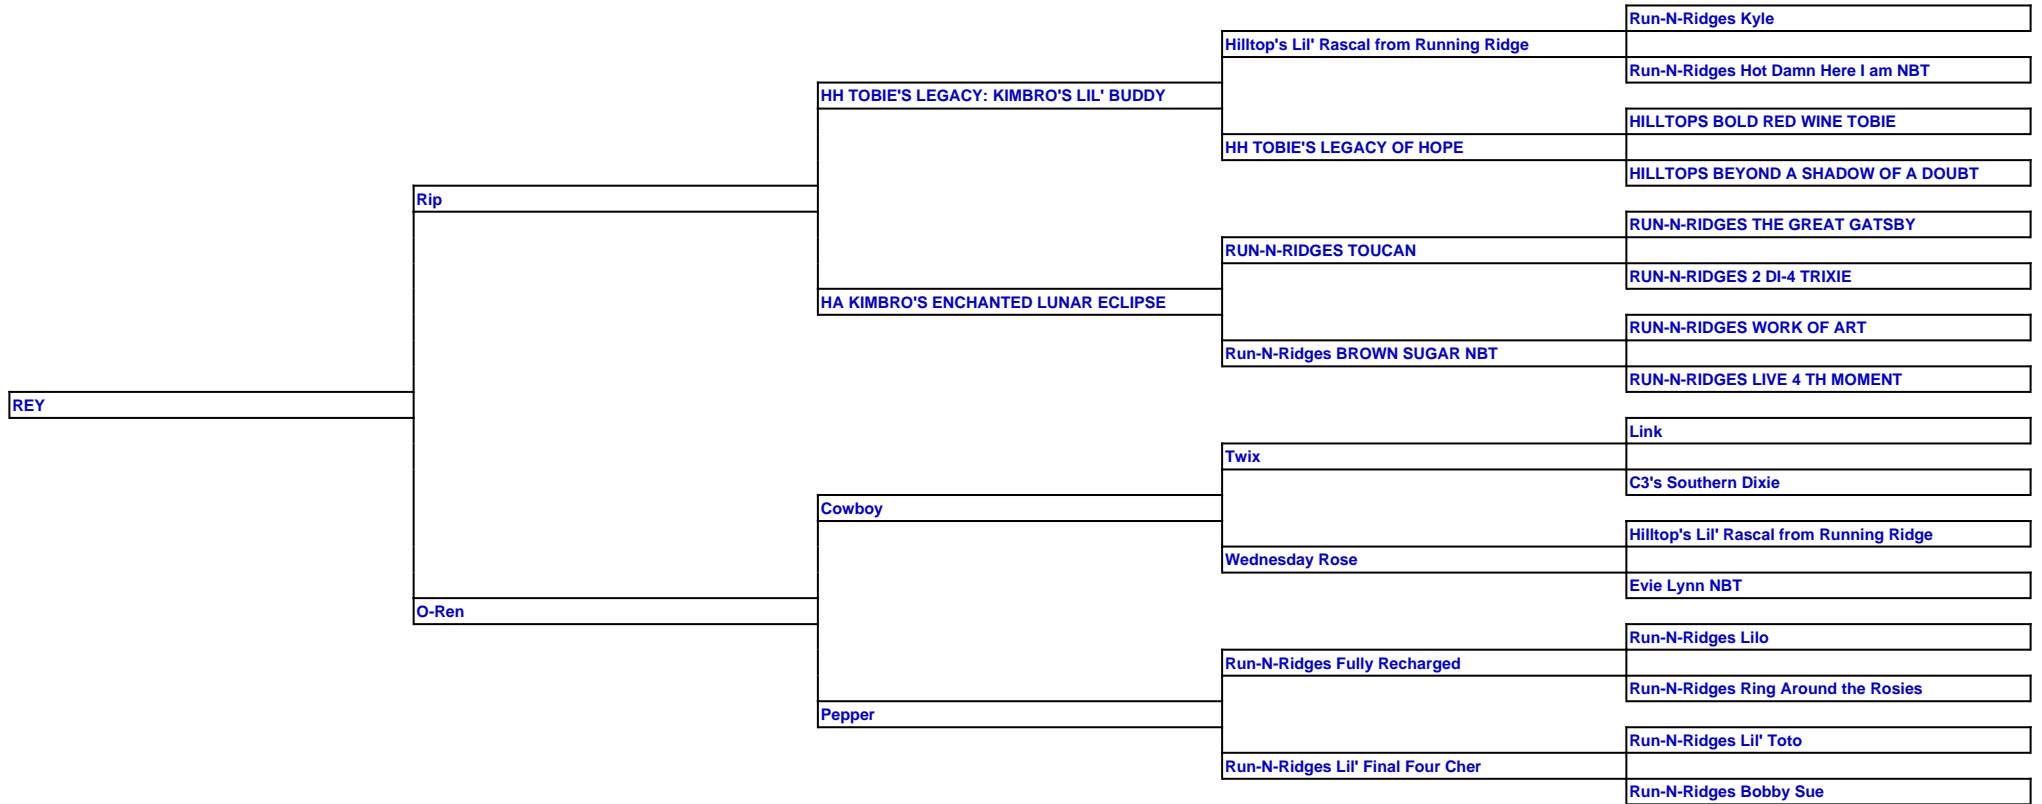 Run-N-Ridges Kyle
Hilltop's Lil' Rascal from Running Ridge
Run-N-Ridges Hot Damn Here I am NBT
HH TOBIE'S LEGACY: KIMBRO'S LIL' BUDDY
HILLTOPS BOLD RED WINE TOBIE
HH TOBIE'S LEGACY OF HOPE
HILLTOPS BEYOND A SHADOW OF A DOUBT
Rip
RUN-N-RIDGES THE GREAT GATSBY
RUN-N-RIDGES TOUCAN
RUN-N-RIDGES 2 DI-4 TRIXIE
HA KIMBRO'S ENCHANTED LUNAR ECLIPSE
RUN-N-RIDGES WORK OF ART
Run-N-Ridges BROWN SUGAR NBT
RUN-N-RIDGES LIVE 4 TH MOMENT
REY
Link
Twix
C3's Southern Dixie
Cowboy
Hilltop's Lil' Rascal from Running Ridge
Wednesday Rose
Evie Lynn NBT
O-Ren
Run-N-Ridges Lilo
Run-N-Ridges Fully Recharged
Run-N-Ridges Ring Around the Rosies
Pepper
Run-N-Ridges Lil' Toto
Run-N-Ridges Lil' Final Four Cher
Run-N-Ridges Bobby Sue